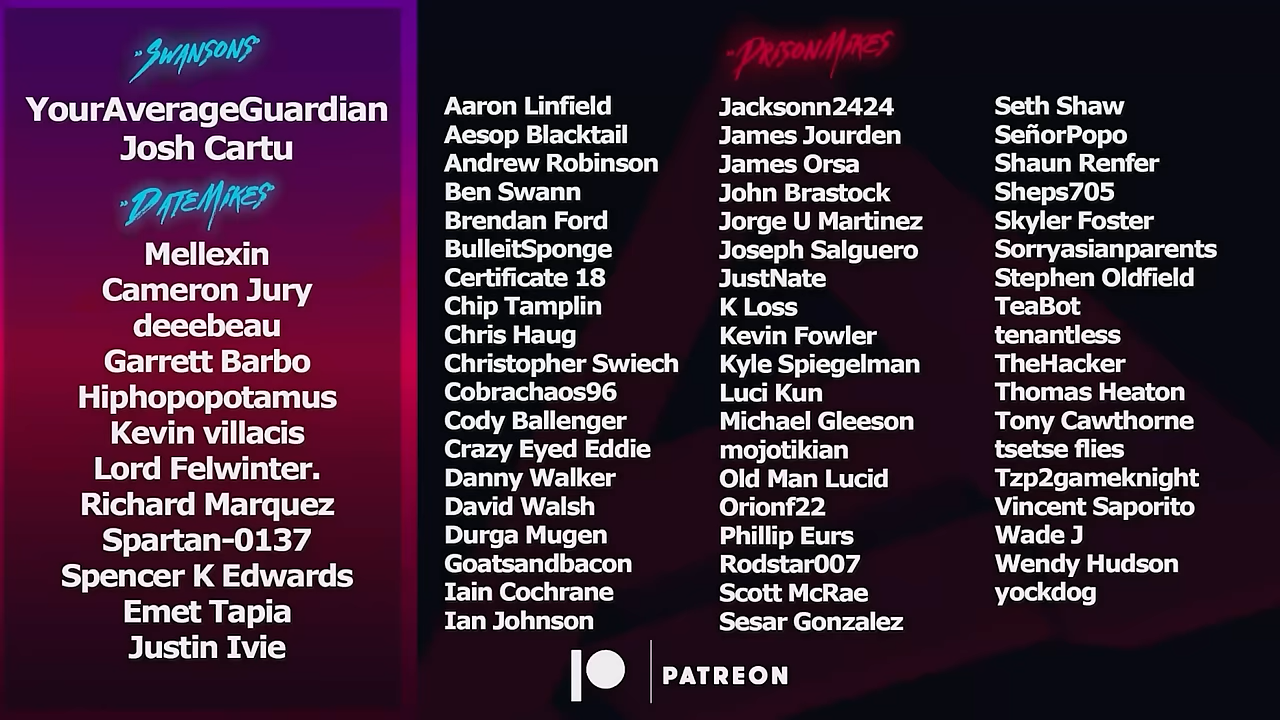 "Swansons"
YourAverageGuardian
Josh Cartu
"DateMikes"
Mellexin
Cameron Jury
deeebeau
Garrett Barbo
Hiphopopotamus
Kevin villacis
Lord Felwinter.
Richard Marquez
Spartan-0137
Spencer K Edwards
Emet Tapia
Justin Ivie
"PrisonMikes"
Aaron Linfield
Aesop Blacktail
Andrew Robinson
Ben Swann
Brendan Ford
BulleitSponge
Certificate 18
Chip Tamplin
Chris Haug
Christopher Swiech
Cobrachaos96
Cody Ballenger
Crazy Eyed Eddie
Danny Walker
David Walsh
Durga Mugen
Goatsandbacon
Iain Cochrane
Ian Johnson
Jacksonn2424
James Jourden
James Orsa
John Brastock
Jorge U Martinez
Joseph Salguero
JustNate
K Loss
Kevin Fowler
Kyle Spiegelman
Luci Kun
Michael Gleeson
mojotikian
Old Man Lucid
Orionf22
Phillip Eurs
Rodstar007
Scott McRae
Sesar Gonzalez
Seth Shaw
SeñorPopo
Shaun Renfer
Sheps705
Skyler Foster
Sorryasianparents
Stephen Oldfield
TeaBot
tenantless
TheHacker
Thomas Heaton
Tony Cawthorne
tsetse flies
Tzp2gameknight
Vincent Saporito
Wade J
Wendy Hudson
yockdog
PATREON